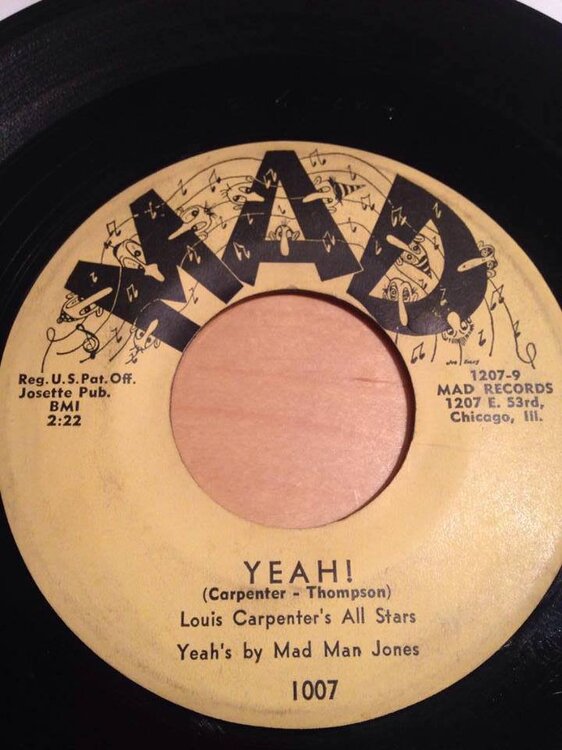 MAD
Reg. U.S. Pat. Off.
Josette Pub.
BMI
2:22
1207-9
MAD RECORDS
1207 E. 53rd,
Chicago, Ill.
YEAH!
(Carpenter - Thompson)
Louis Carpenter's All Stars
Yeah's by Mad Man Jones
1007